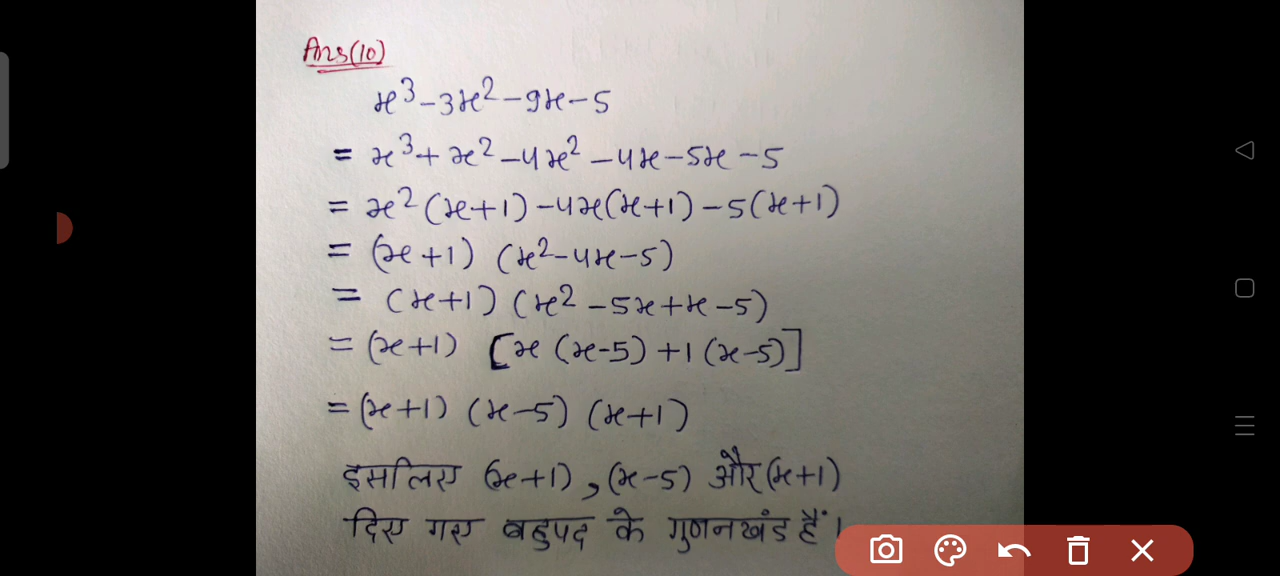 Ans(10)
x³-3x²-9x-5
= x³+x²-4x²-4x-5x-5
= x²(x+1)-4x(x+1)-5(x+1)
= (x+1) (x²-4x-5)
= (x+1) (x²-5x+x-5)
= (x+1) [x (x-5) +1 (x-5)]
= (x+1) (x-5) (x+1)
इसलिए (x+1), (x-5) और (x+1)
दिए गए बहुपद के गुणनखंड हैं।